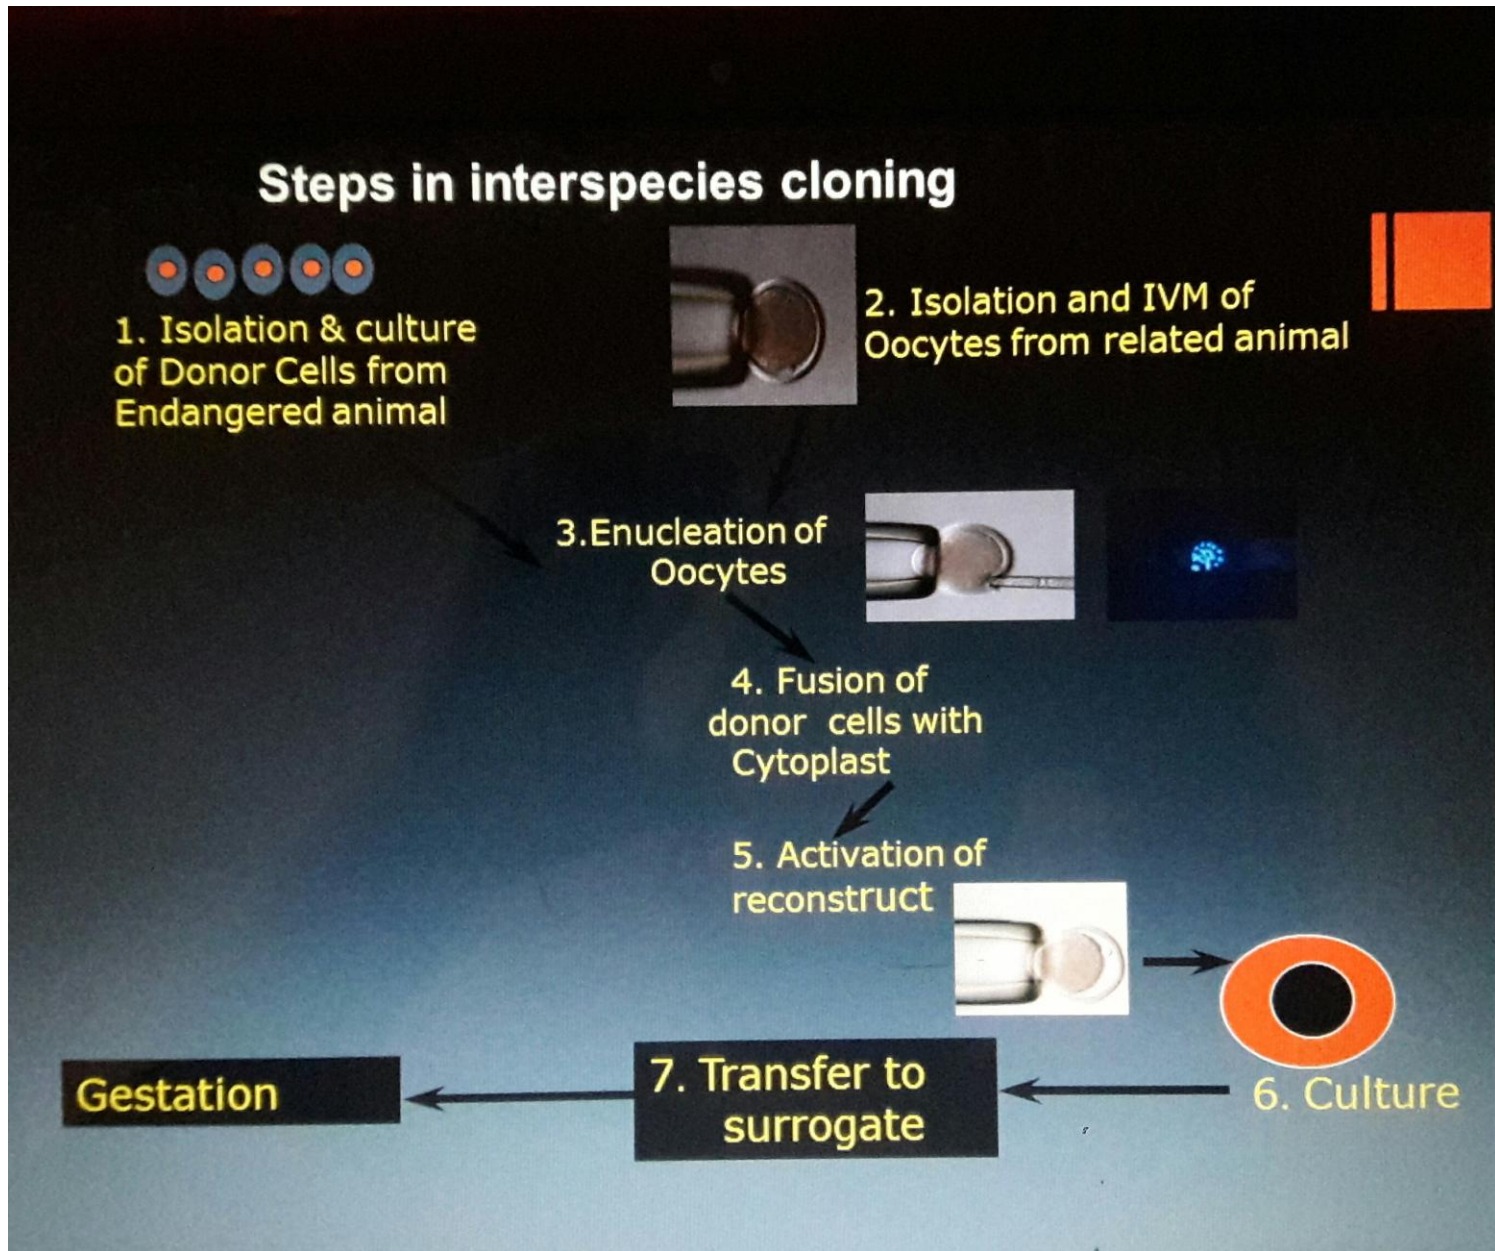 Steps in interspecies cloning
1. Isolation & culture
of Donor Cells from
Endangered animal
2. Isolation and IVM of
Oocytes from related animal
3.Enucleation of
Oocytes
4. Fusion of
donor cells with
Cytoplast
5. Activation of
reconstruct
6. Culture
7. Transfer to
surrogate
Gestation